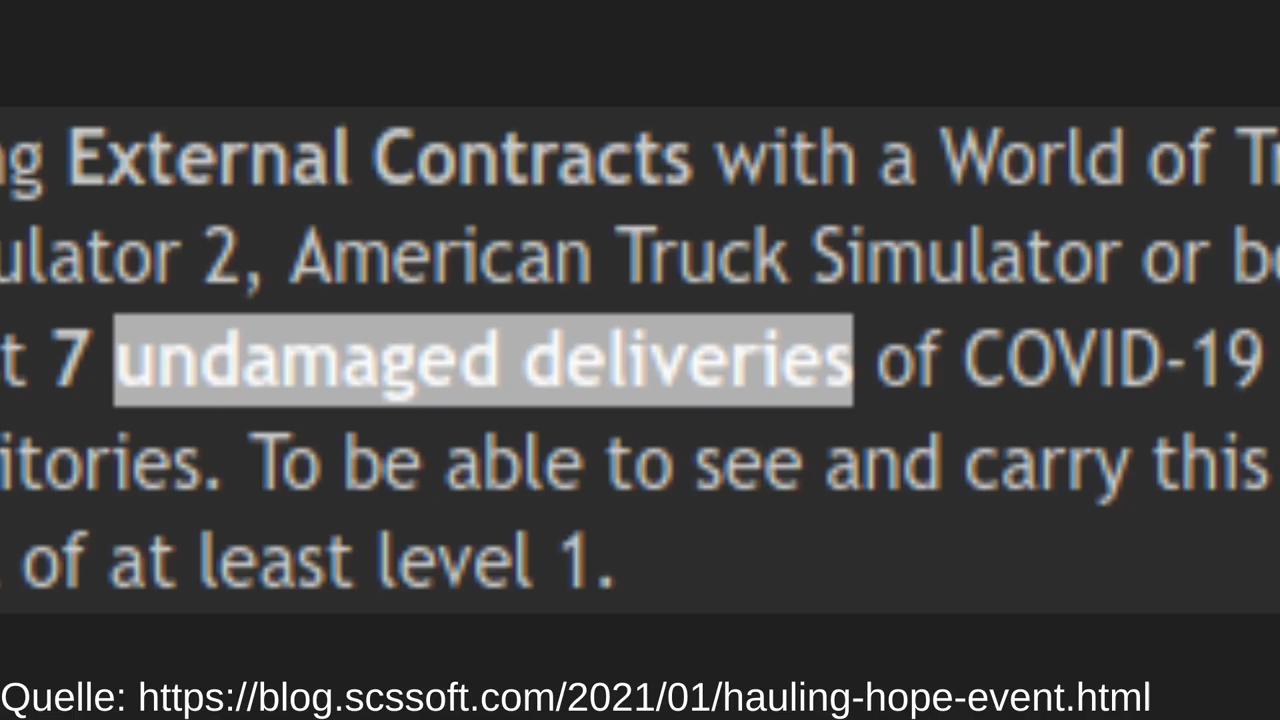 ng External Contracts with a World of Tr
ulator 2, American Truck Simulator or be
t 7 undamaged deliveries of COVID-19
itories. To be able to see and carry this
of at least level 1.
Quelle: https://blog.scssoft.com/2021/01/hauling-hope-event.html